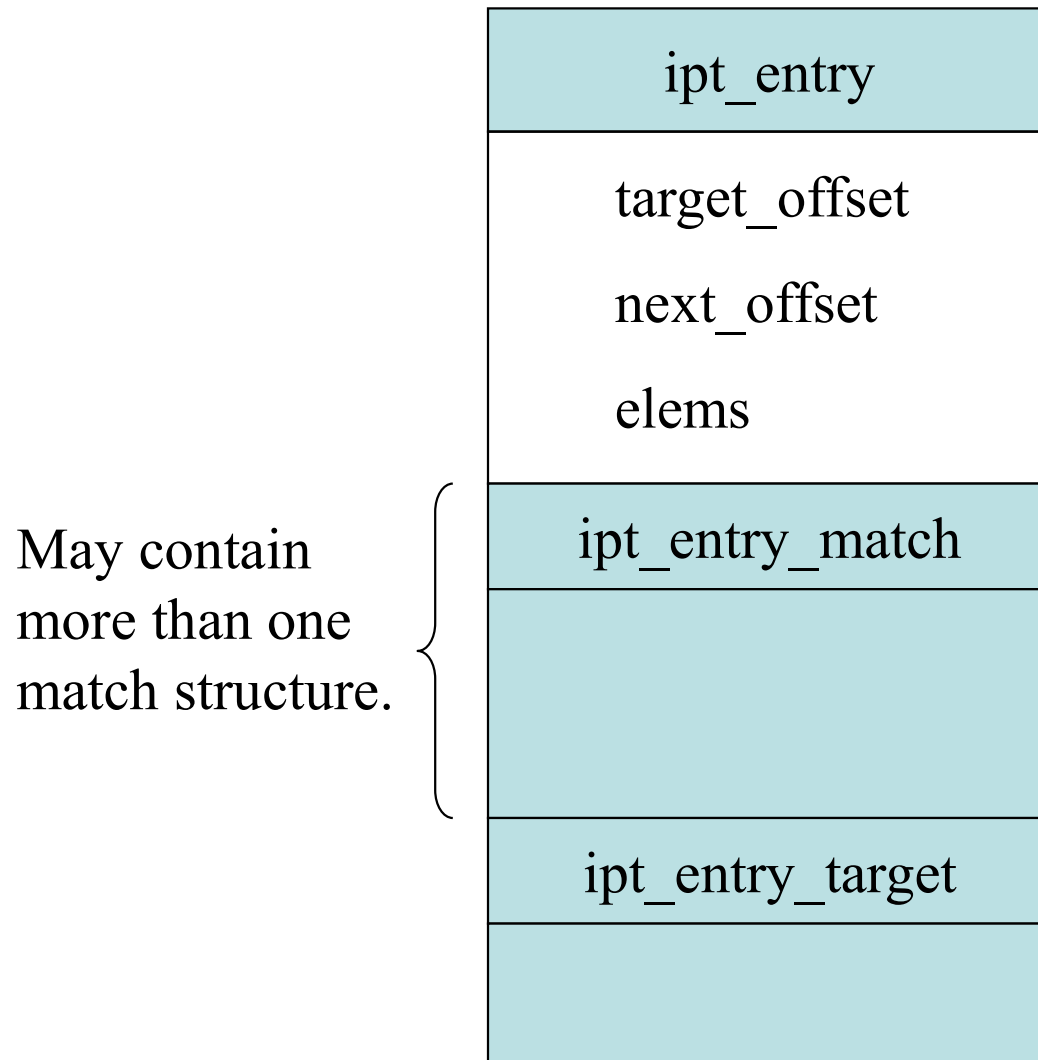 ipt_entry
target_offset
next_offset
elems
May contain
more than one
match structure.
ipt_entry_match
ipt_entry_target